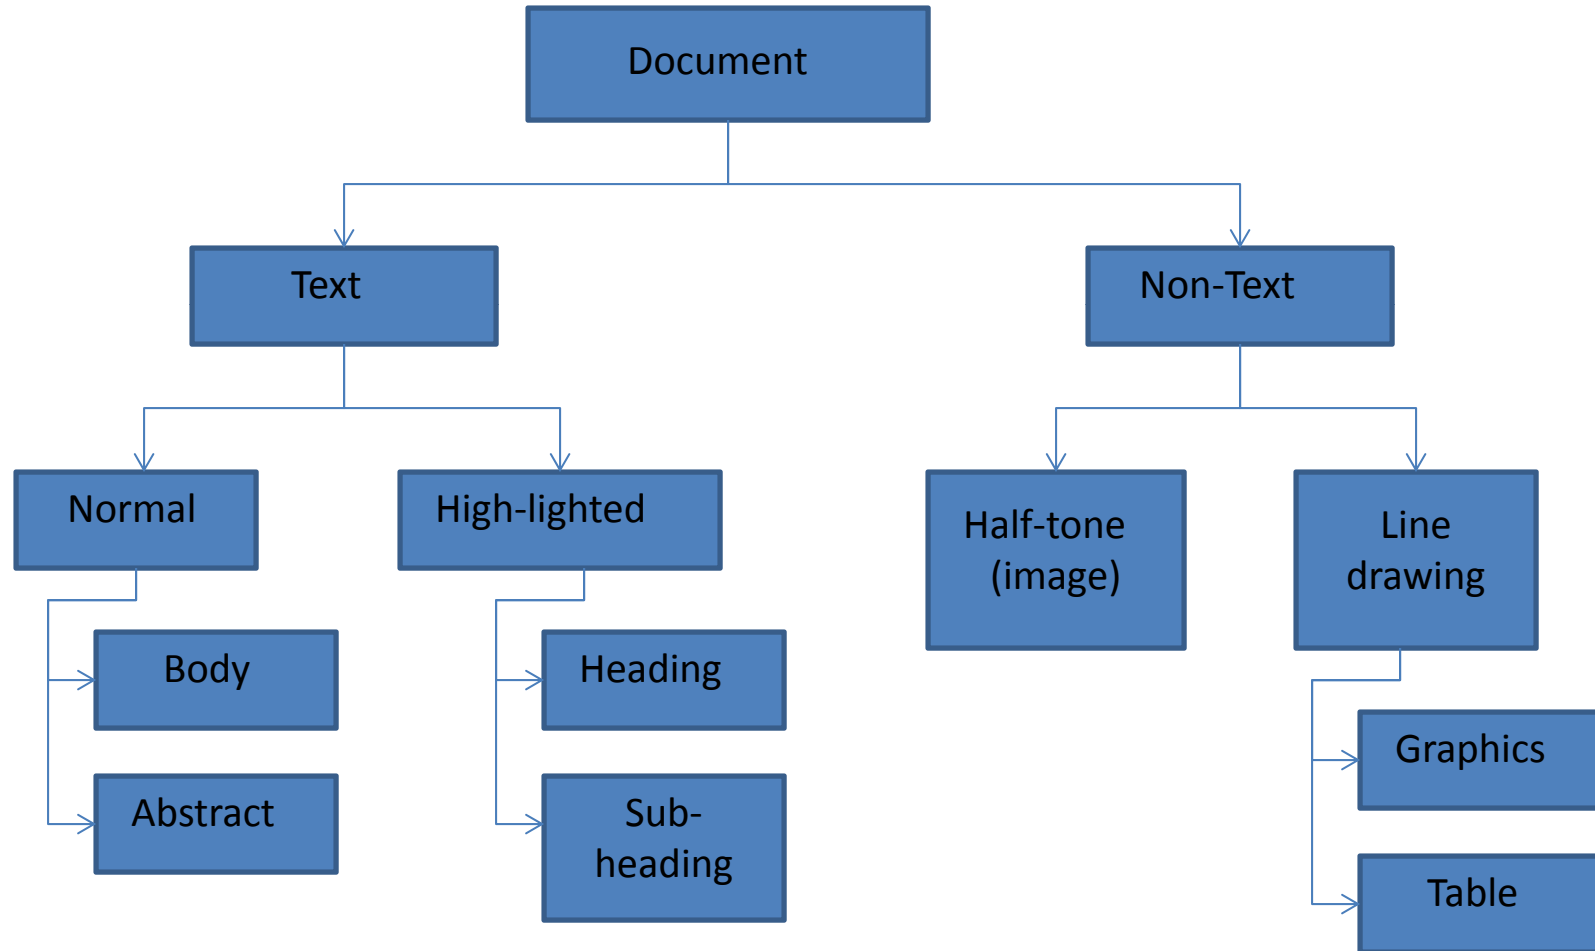 Document
Text
Non-Text
Normal
High-lighted
Half-tone
(image)
Line
drawing
Body
Heading
Graphics
Abstract
Sub-
heading
Table